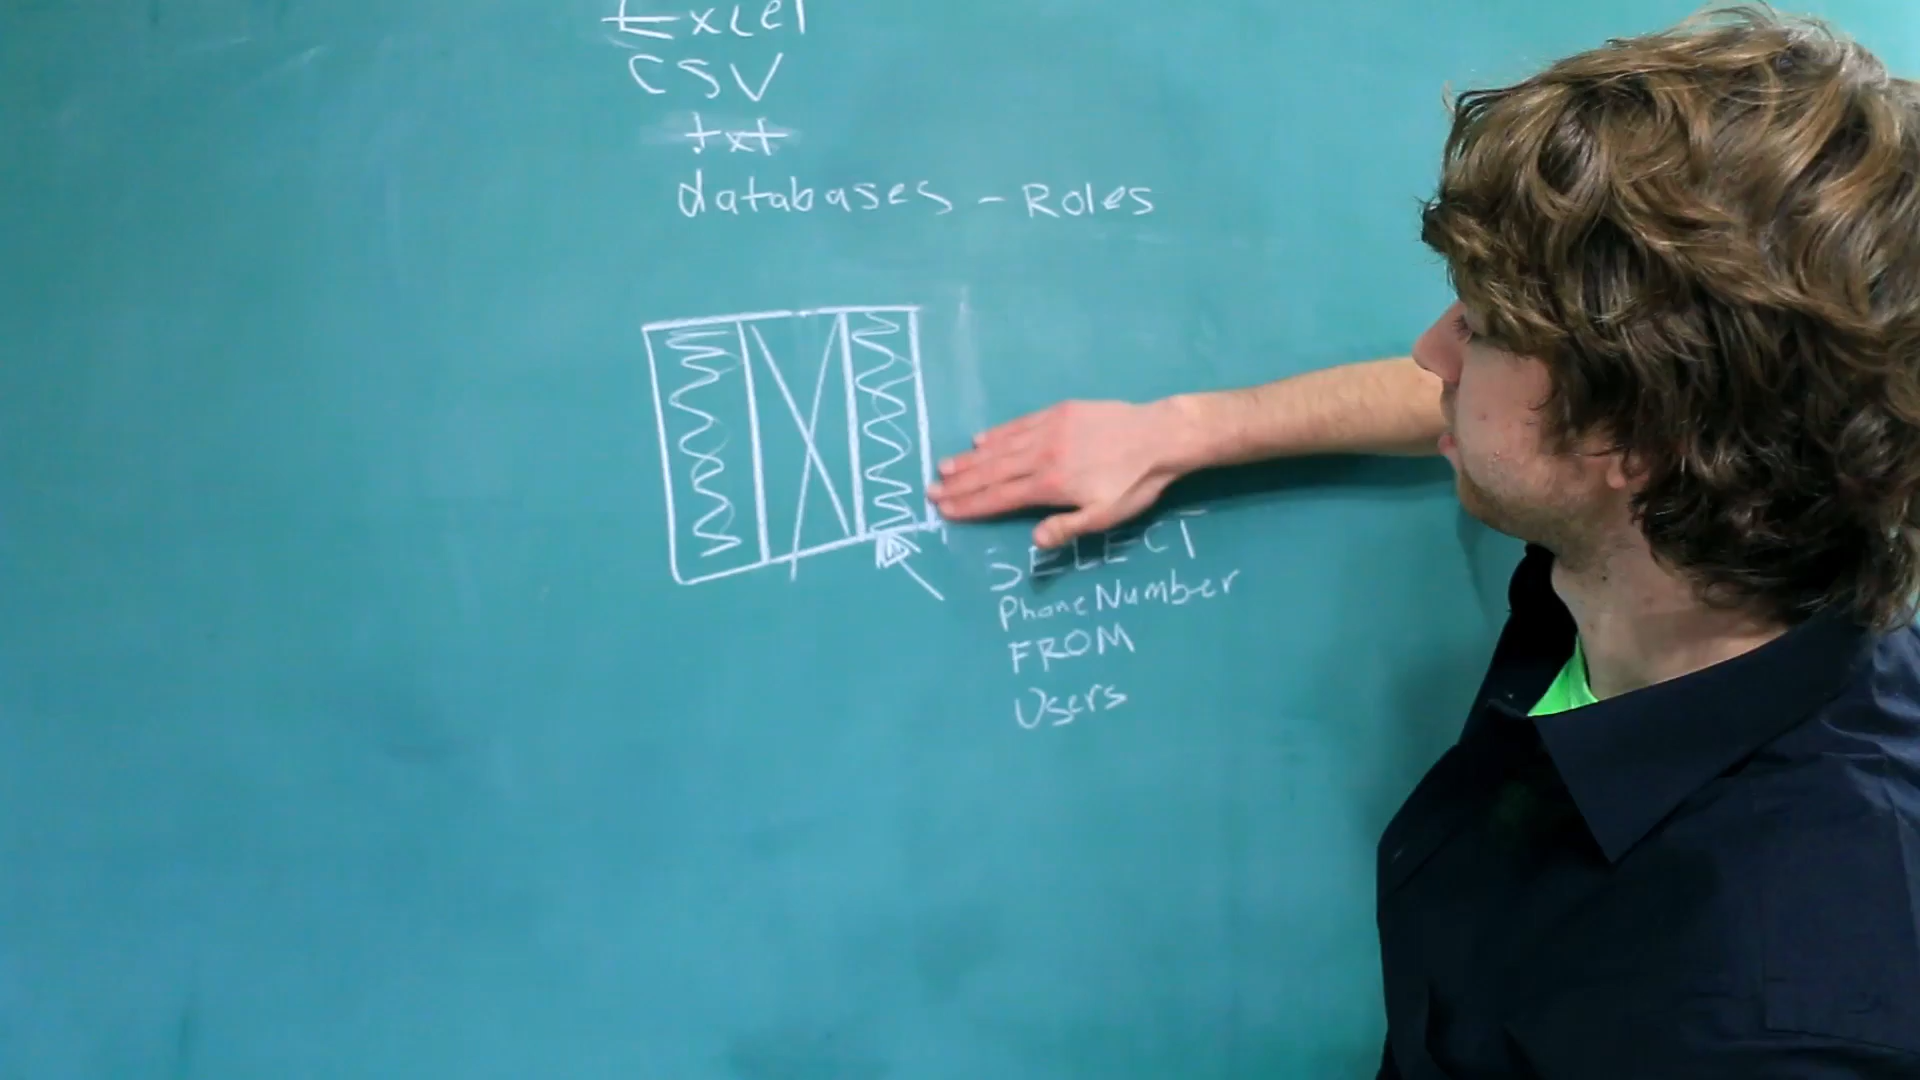 Excel
CSV
txt
databases - Roles
SELECT
PhoneNumber
FROM
Users